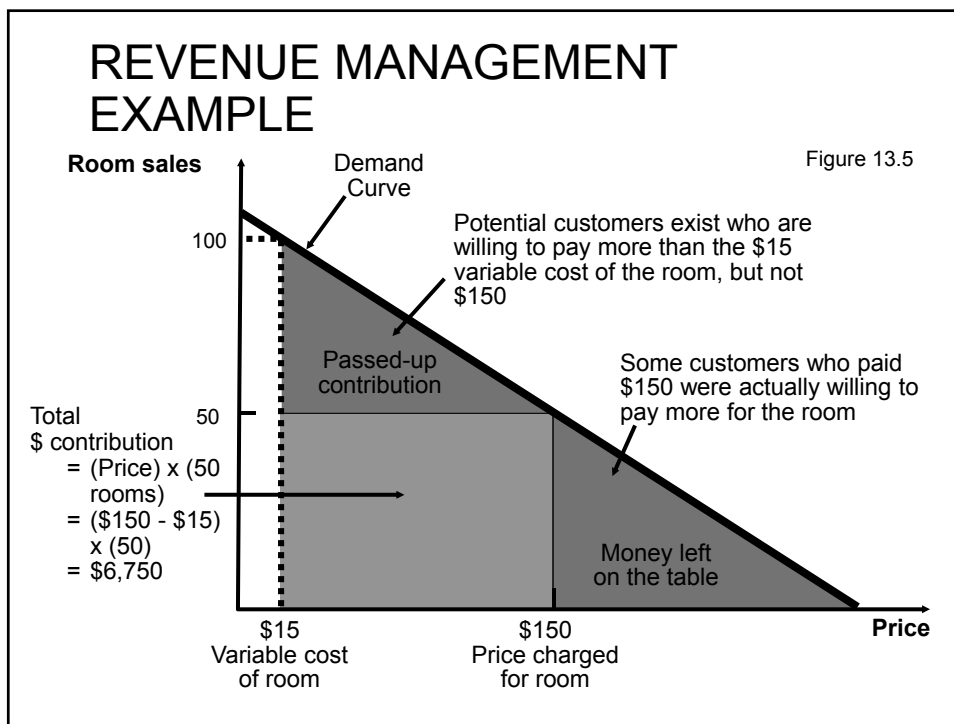 REVENUE MANAGEMENT
EXAMPLE
Room sales
Demand
Curve
Figure 13.5
Potential customers exist who are
willing to pay more than the $15
variable cost of the room, but not
$150
100
Passed-up
contribution
Some customers who paid
$150 were actually willing to
pay more for the room
50
Total
$ contribution
= (Price) x (50
rooms)
= ($150 - $15)
x (50)
= $6,750
Money left
on the table
$15
Variable cost
of room
$150
Price charged
for room
Price